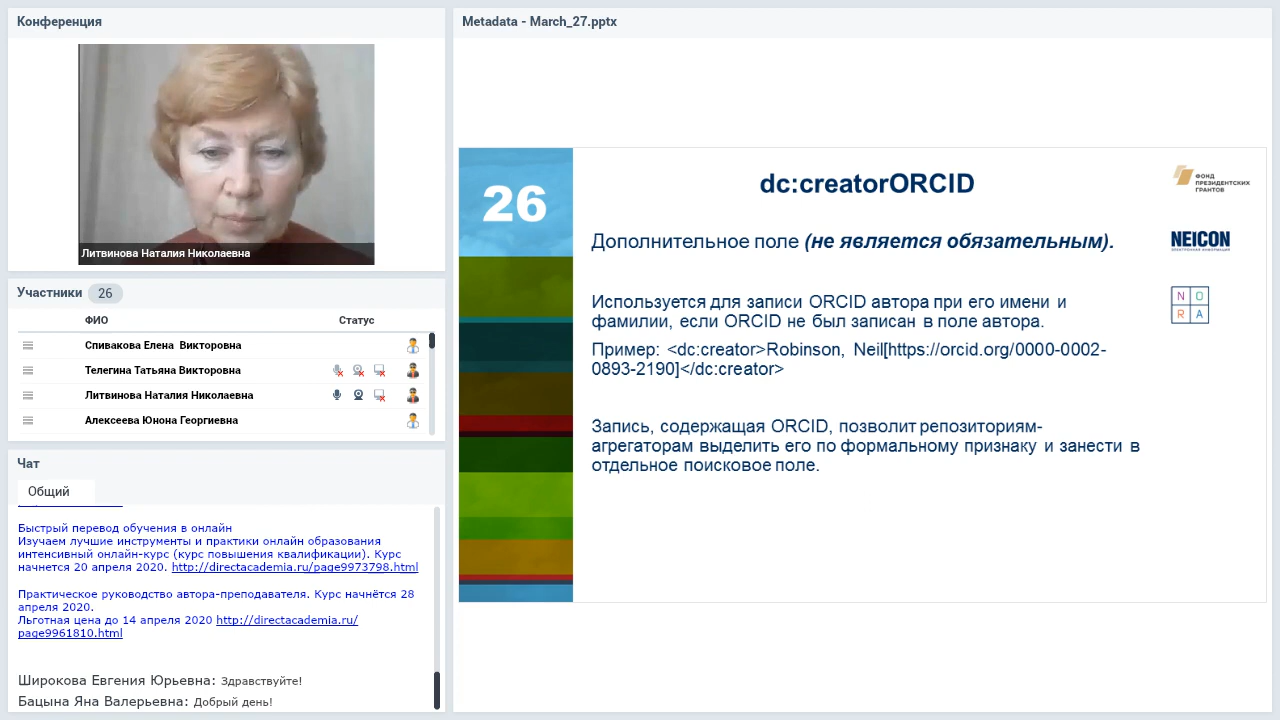 Конференция
Литвинова Наталия Николаевна
Участники 26
ФИО Статус
Спивакова Елена Викторовна
Телегина Татьяна Викторовна
Литвинова Наталия Николаевна
Алексеева Юнона Георгиевна
Чат
Общий
Быстрый перевод обучения в онлайн
Изучаем лучшие инструменты и практики онлайн образования
интенсивный онлайн-курс (курс повышения квалификации). Курс
начнется 20 апреля 2020. http://directacademia.ru/page9973798.html
Практическое руководство автора-преподавателя. Курс начнётся 28
апреля 2020.
Льготная цена до 14 апреля 2020 http://directacademia.ru/
page9961810.html
Широкова Евгения Юрьевна: Здравствуйте!
Бацына Яна Валерьевна: Добрый день!
Metadata - March_27.pptx
26
dc:creatorORCID
Дополнительное поле (не является обязательным).
Используется для записи ORCID автора при его имени и
фамилии, если ORCID не был записан в поле автора.
Пример: <dc:creator>Robinson, Neil[https://orcid.org/0000-0002-
0893-2190]</dc:creator>
Запись, содержащая ORCID, позволит репозиториям-
агрегаторам выделить его по формальному признаку и занести в
отдельное поисковое поле.
ФОНД
ПРЕЗИДЕНТСКИХ
ГРАНТОВ
NEICON
ЭЛЕКТРОННАЯ ИНФОРМАЦИЯ
N O
R A